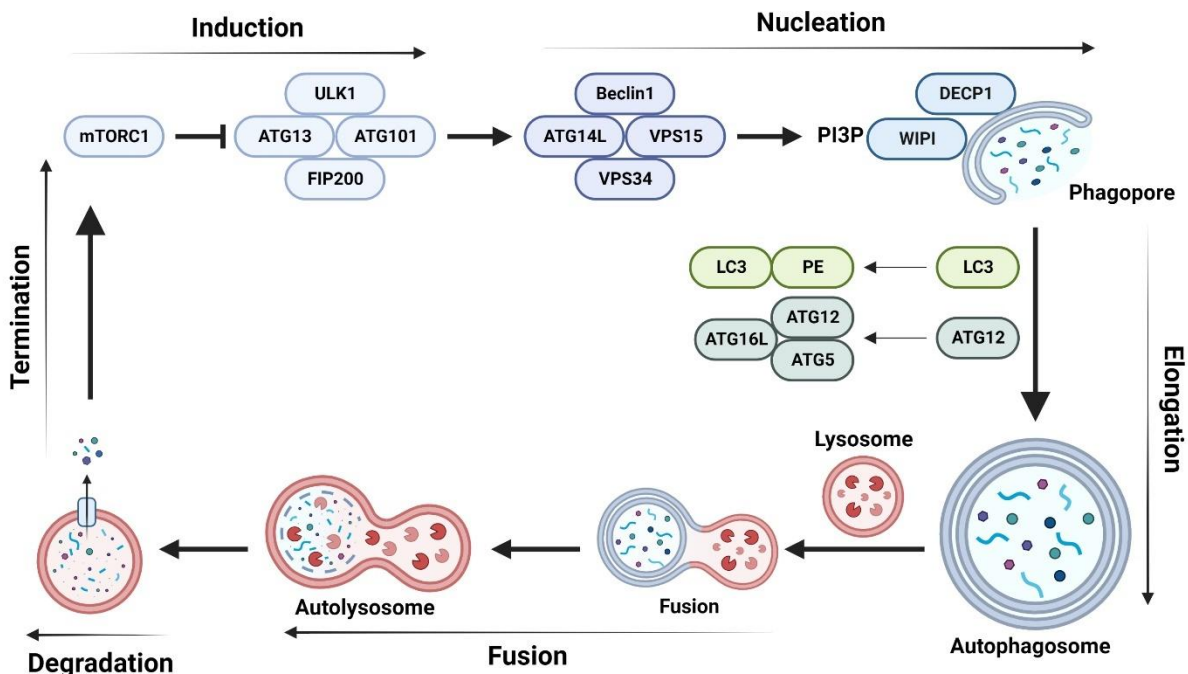 Induction
Nucleation
mTORC1
ULK1
ATG13
ATG101
FIP200
Beclin1
ATG14L
VPS15
VPS34
PI3P
DECP1
WIPI
Phagopore
LC3
PE
LC3
ATG16L
ATG12
ATG5
ATG12
Elongation
Termination
Lysosome
Autophagosome
Fusion
Autolysosome
Fusion
Degradation